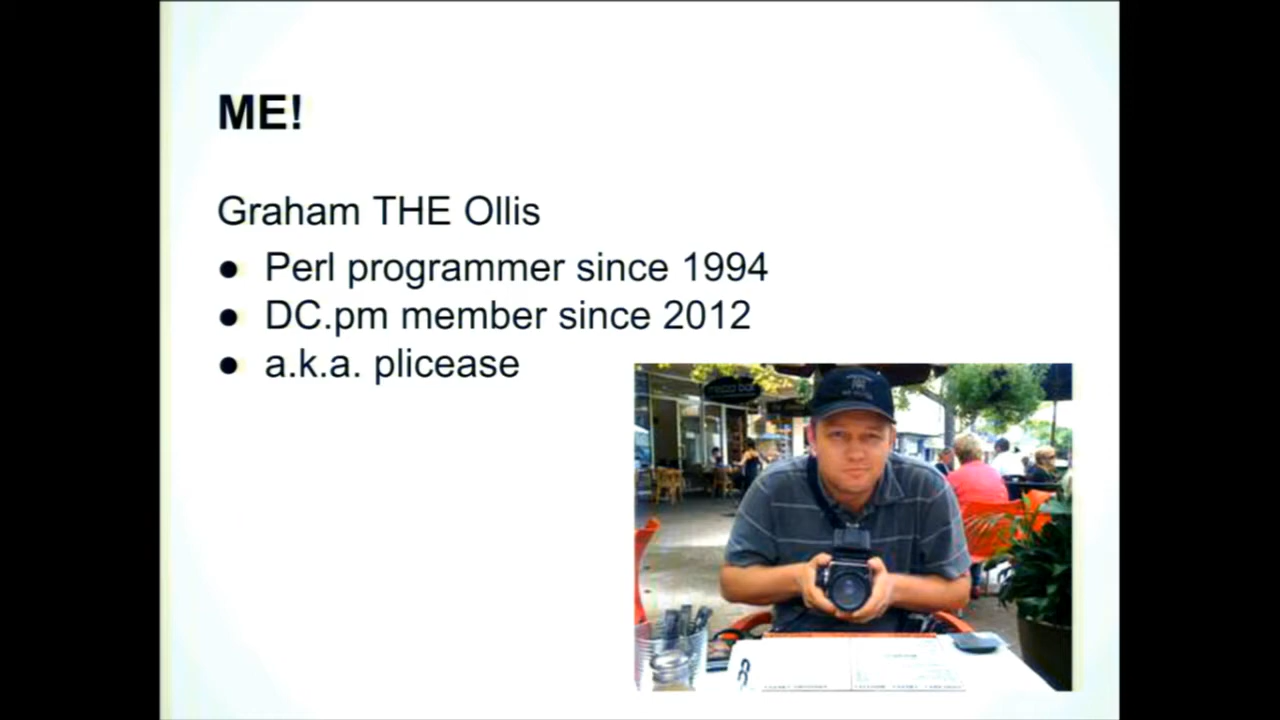 ME!
Graham THE Ollis
● Perl programmer since 1994
● DC.pm member since 2012
● a.k.a. plicease